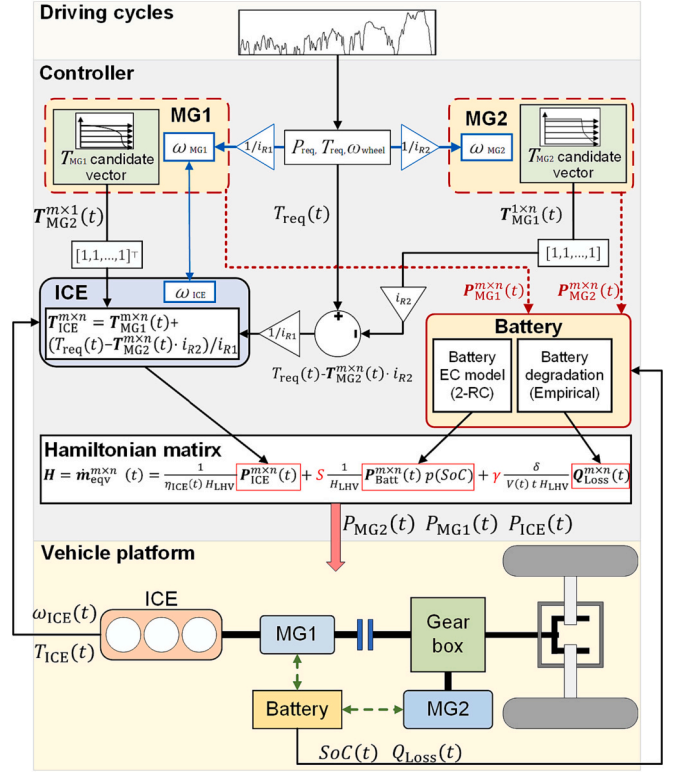 Driving cycles
Controller
MG1
MG2
T_MG1 candidate
vector
ω_MG1
1/i_R1
P_req, T_req, ω_wheel
1/i_R2
ω_MG2
T_MG2 candidate
vector
T_MG2^{m×1}(t)
T_req(t)
T_MG1^{1×n}(t)
[1,1,...,1]^⊤
[1,1,...,1]
ICE
ω_ICE
i_R2
P_MG1^{m×n}(t)
P_MG2^{m×n}(t)
T_ICE^{m×n} = T_MG1^{m×n}(t)+
(T_req(t)-T_MG2^{m×n}(t)· i_R2)/i_R1
1/i_R1
+
-
T_req(t)-T_MG2^{m×n}(t)· i_R2
Battery
Battery
EC model
(2-RC)
Battery
degradation
(Empirical)
Hamiltonian matirx
H = ṁ_eqv^{m×n} (t) = 1/(η_ICE(t) H_LHV) P_ICE^{m×n}(t) + S 1/H_LHV P_Batt^{m×n}(t) p(SoC) + γ δ/(V(t) t H_LHV) Q_Loss^{m×n}(t)
P_MG2(t) P_MG1(t) P_ICE(t)
Vehicle platform
ω_ICE(t)
T_ICE(t)
ICE
MG1
Gear
box
Battery
MG2
SoC(t) Q_Loss(t)